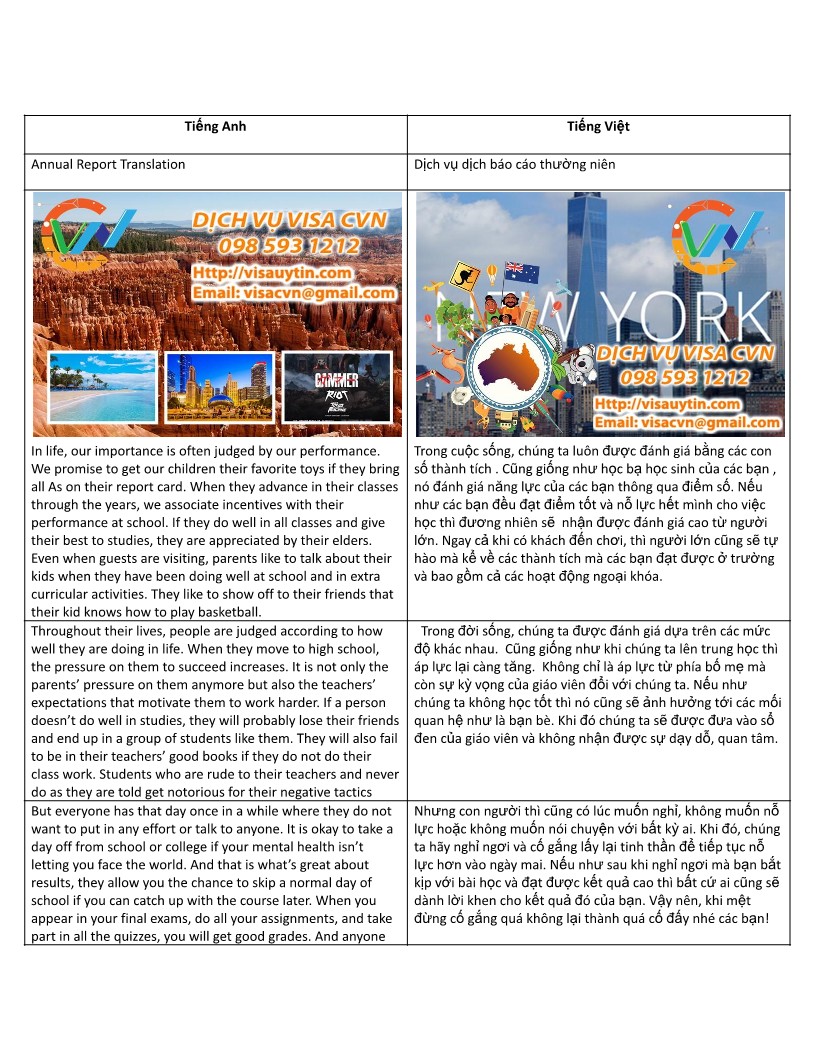 Tiếng Anh
Tiếng Việt
Annual Report Translation
Dịch vụ dịch báo cáo thường niên
DỊCH VỤ VISA CVN
098 593 1212
Http://visauytin.com
Email: visacvn@gmail.com
GAMMER
RIOT
NEW YORK
DỊCH VỤ VISA CVN
098 593 1212
Http://visauytin.com
Email: visacvn@gmail.com
In life, our importance is often judged by our performance.
We promise to get our children their favorite toys if they bring
all As on their report card. When they advance in their classes
through the years, we associate incentives with their
performance at school. If they do well in all classes and give
their best to studies, they are appreciated by their elders.
Even when guests are visiting, parents like to talk about their
kids when they have been doing well at school and in extra
curricular activities. They like to show off to their friends that
their kid knows how to play basketball.
Trong cuộc sống, chúng ta luôn được đánh giá bằng các con
số thành tích . Cũng giống như học bạ học sinh của các bạn ,
nó đánh giá năng lực của các bạn thông qua điểm số. Nếu
như các bạn đều đạt điểm tốt và nỗ lực hết mình cho việc
học thì đương nhiên sẽ  nhận được đánh giá cao từ người
lớn. Ngay cả khi có khách đến chơi, thì người lớn cũng sẽ tự
hào mà kể về các thành tích mà các bạn đạt được ở trường
và bao gồm cả các hoạt động ngoại khóa.
Throughout their lives, people are judged according to how
well they are doing in life. When they move to high school,
the pressure on them to succeed increases. It is not only the
parents’ pressure on them anymore but also the teachers’
expectations that motivate them to work harder. If a person
doesn’t do well in studies, they will probably lose their friends
and end up in a group of students like them. They will also fail
to be in their teachers’ good books if they do not do their
class work. Students who are rude to their teachers and never
do as they are told get notorious for their negative tactics
Trong đời sống, chúng ta được đánh giá dựa trên các mức
độ khác nhau.  Cũng giống như khi chúng ta lên trung học thì
áp lực lại càng tăng.  Không chỉ là áp lực từ phía bố mẹ mà
còn sự kỳ vọng của giáo viên đối với chúng ta. Nếu như
chúng ta không học tốt thì nó cũng sẽ ảnh hưởng tới các mối
quan hệ như là bạn bè. Khi đó chúng ta sẽ được đưa vào sổ
đen của giáo viên và không nhận được sự dạy dỗ, quan tâm.
But everyone has that day once in a while where they do not
want to put in any effort or talk to anyone. It is okay to take a
day off from school or college if your mental health isn’t
letting you face the world. And that is what’s great about
results, they allow you the chance to skip a normal day of
school if you can catch up with the course later. When you
appear in your final exams, do all your assignments, and take
part in all the quizzes, you will get good grades. And anyone
Nhưng con người thì cũng có lúc muốn nghỉ, không muốn nỗ
lực hoặc không muốn nói chuyện với bất kỳ ai. Khi đó, chúng
ta hãy nghỉ ngơi và cố gắng lấy lại tinh thần để tiếp tục nỗ
lực hơn vào ngày mai. Nếu như sau khi nghỉ ngơi mà bạn bắt
kịp với bài học và đạt được kết quả cao thì bất cứ ai cũng sẽ
dành lời khen cho kết quả đó của bạn. Vậy nên, khi mệt
đừng cố gắng quá không lại thành quá cố đấy nhé các bạn!